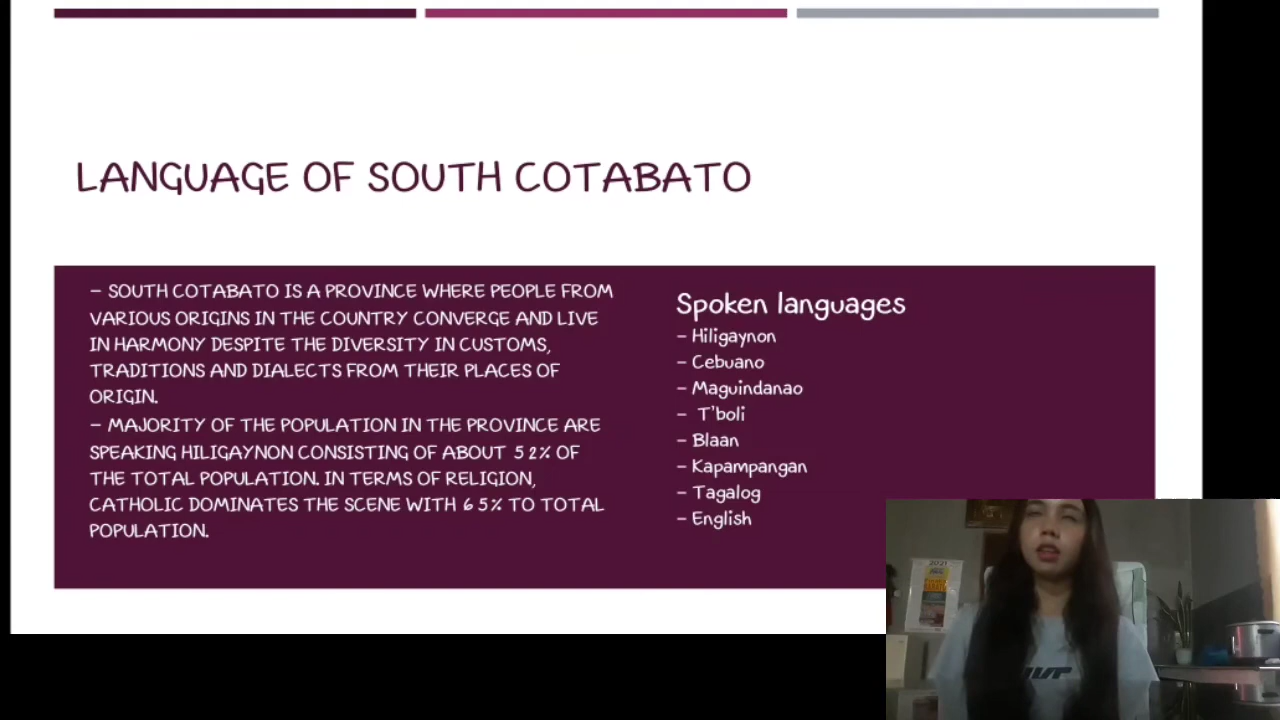 LANGUAGE OF SOUTH COTABATO
- SOUTH COTABATO IS A PROVINCE WHERE PEOPLE FROM
VARIOUS ORIGINS IN THE COUNTRY CONVERGE AND LIVE
IN HARMONY DESPITE THE DIVERSITY IN CUSTOMS,
TRADITIONS AND DIALECTS FROM THEIR PLACES OF
ORIGIN.
- MAJORITY OF THE POPULATION IN THE PROVINCE ARE
SPEAKING HILIGAYNON CONSISTING OF ABOUT 52% OF
THE TOTAL POPULATION. IN TERMS OF RELIGION,
CATHOLIC DOMINATES THE SCENE WITH 65% TO TOTAL
POPULATION.
Spoken languages
- Hiligaynon
- Cebuano
- Maguindanao
- T'boli
- Blaan
- Kapampangan
- Tagalog
- English
2021